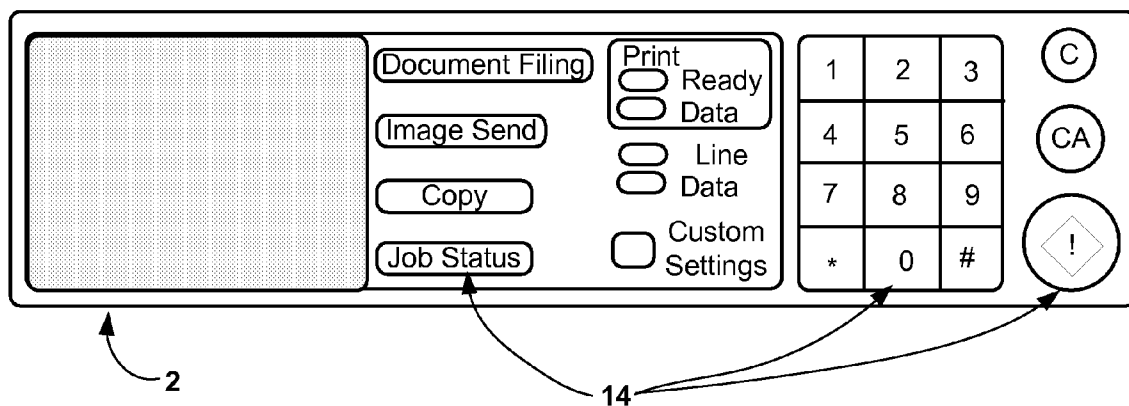 Document Filing
Image Send
Copy
Job Status
Print
Ready
Data
Line
Data
Custom
Settings
1 2 3
4 5 6
7 8 9
* 0 #
C
CA
!
2
14